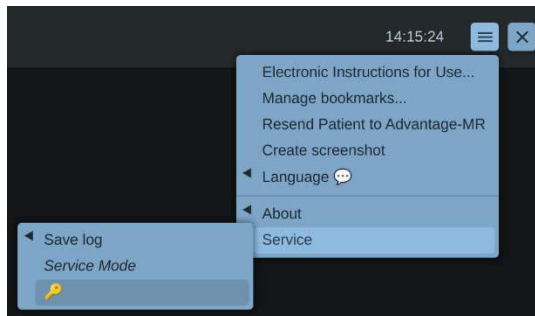 14:15:24
Electronic Instructions for Use...
Manage bookmarks...
Resend Patient to Advantage-MR
Create screenshot
Language 💬
About
Service
Save log
Service Mode
🔑